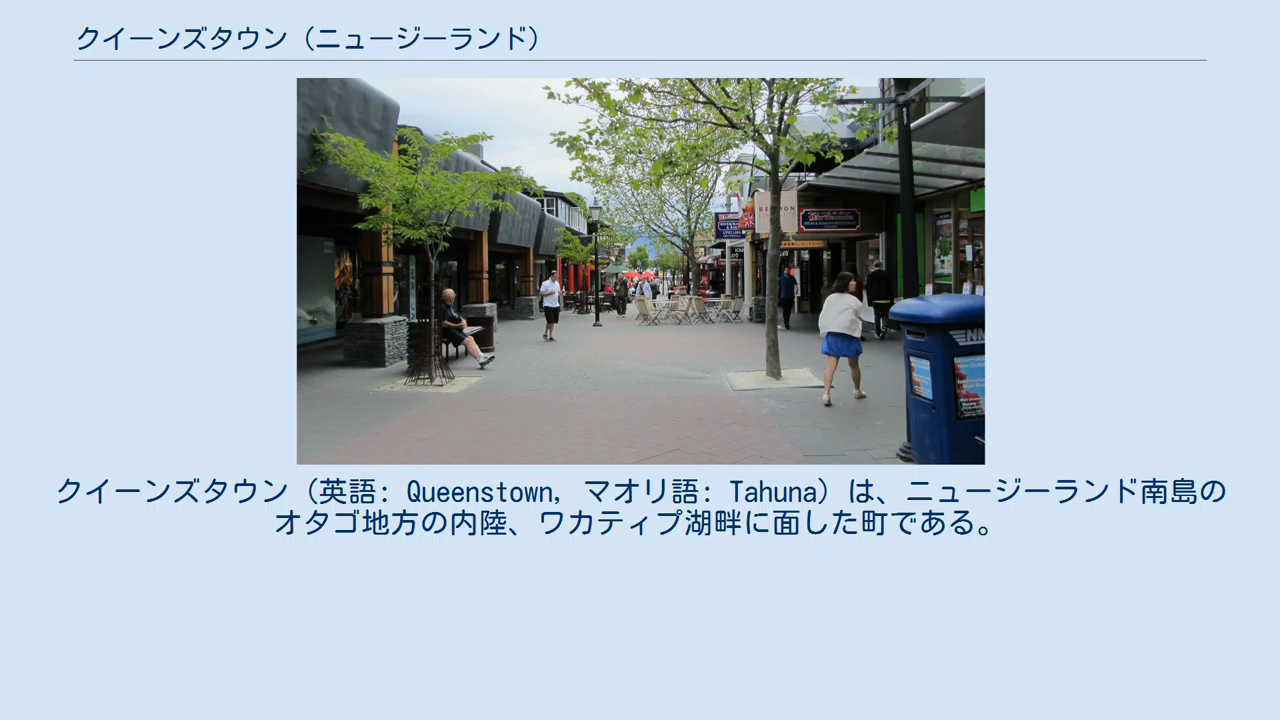 クイーンズタウン（ニュージーランド）
クイーンズタウン（英語: Queenstown, マオリ語: Tahuna）は、ニュージーランド南島の
オタゴ地方の内陸、ワカティプ湖畔に面した町である。